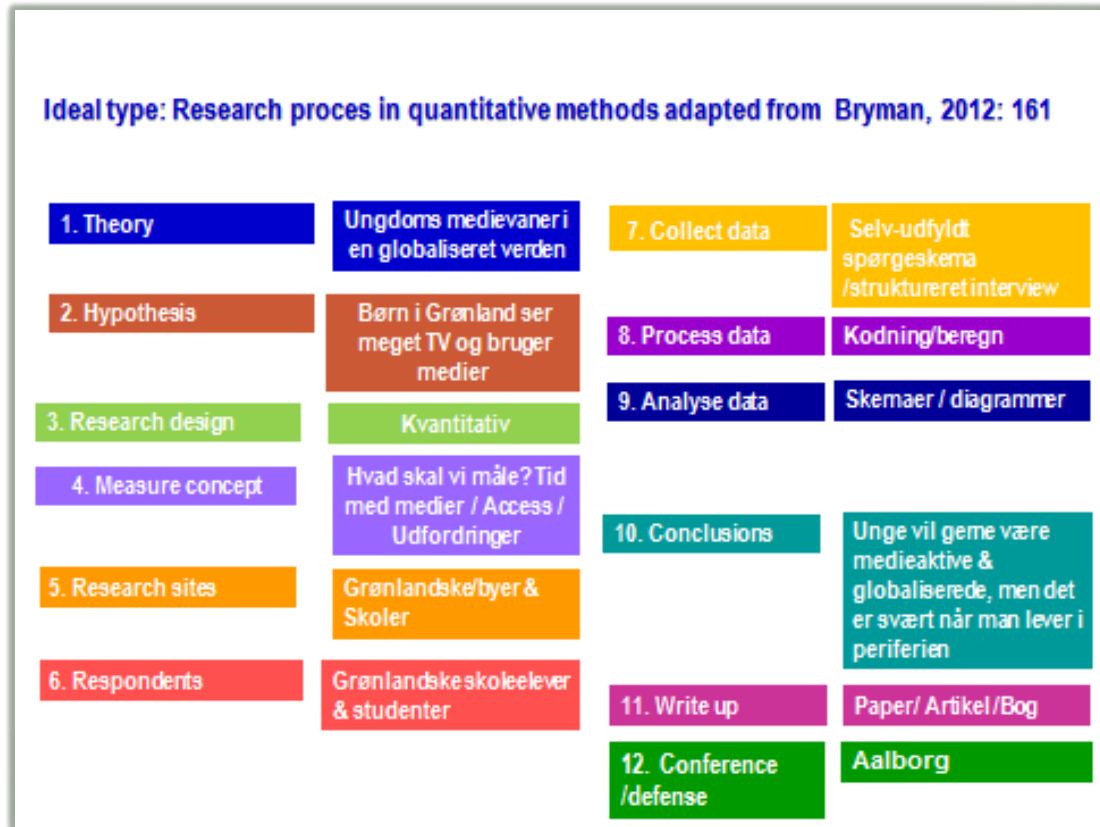 Ideal type: Research proces in quantitative methods adapted from Bryman, 2012: 161
1. Theory
Ungdoms medievaner i
en globaliseret verden
2. Hypothesis
Børn i Grønland ser
meget TV og bruger
medier
3. Research design
Kvantitativ
4. Measure concept
Hvad skal vi måle? Tid
med medier / Access /
Udfordringer
5. Research sites
Grønlandske/byer &
Skoler
6. Respondents
Grønlandske skoleelever
& studenter
7. Collect data
Selv-udfyldt
spørgeskema
/struktureret interview
8. Process data
Kodning/beregn
9. Analyse data
Skemaer / diagrammer
10. Conclusions
Unge vil gerne være
medieaktive &
globaliserede, men det
er svært når man lever i
periferien
11. Write up
Paper/ Artikel /Bog
12. Conference
/defense
Aalborg